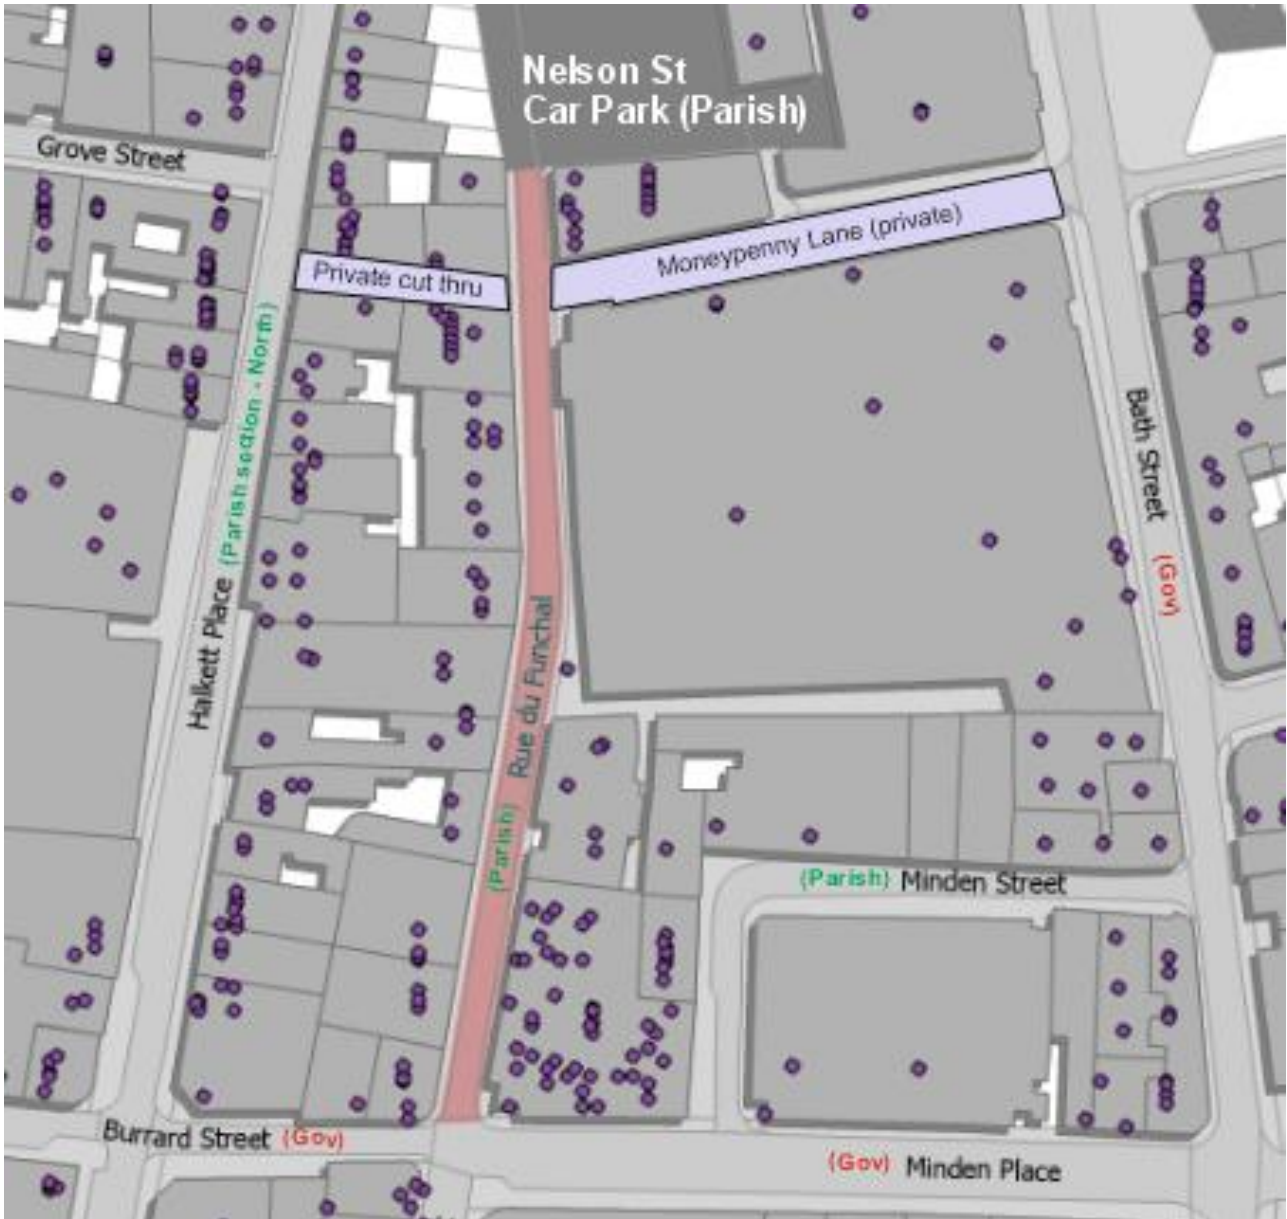 Nelson St
Car Park (Parish)
Grove Street
Private cut thru
Moneypenny Lane (private)
(Parish section - North)
Halkett Place
Bath Street
(Gov)
Rue du Funchal
(Parish)
(Parish) Minden Street
Burrard Street (Gov)
(Gov) Minden Place